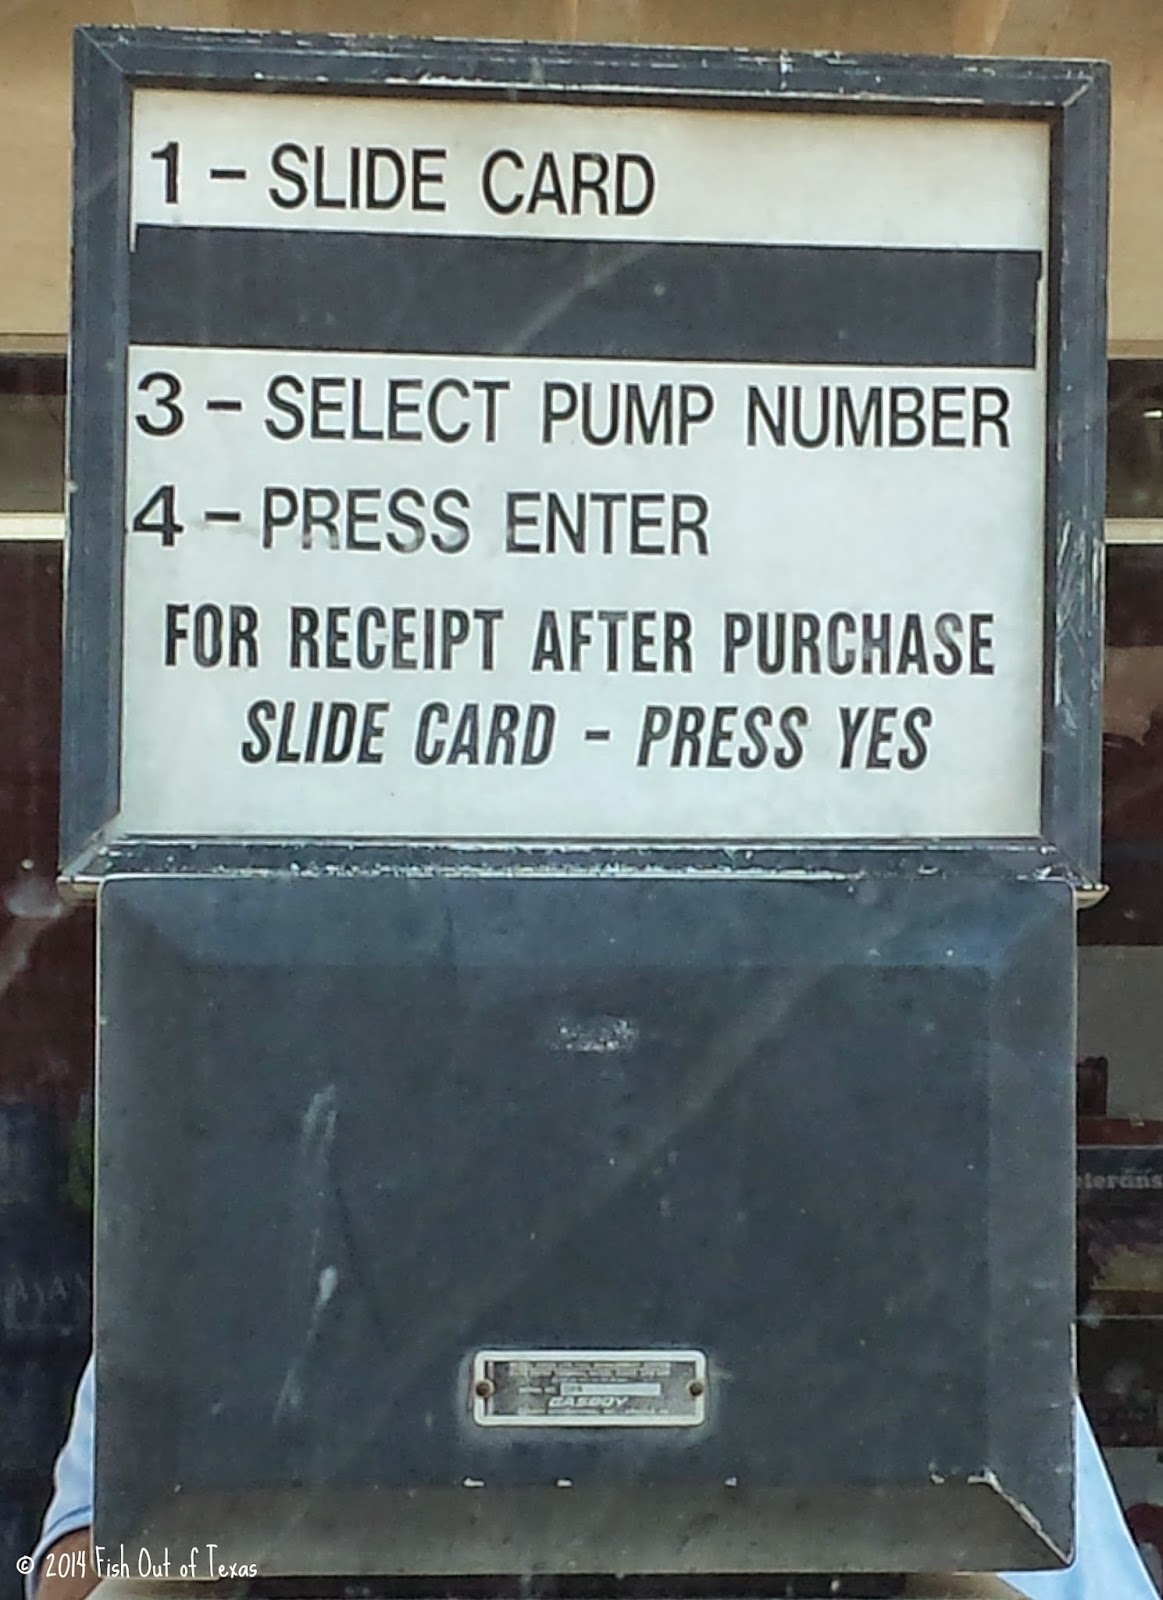 1 - SLIDE CARD
3 - SELECT PUMP NUMBER
4 - PRESS ENTER
FOR RECEIPT AFTER PURCHASE
SLIDE CARD - PRESS YES
GASBOY
© 2014 Fish Out of Texas